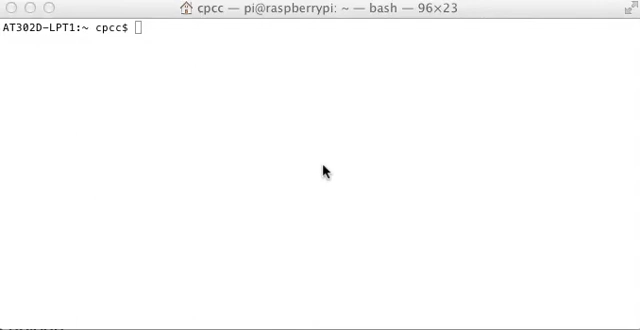 cpcc — pi@raspberrypi: ~ — bash — 96×23
AT302D-LPT1:~ cpcc$